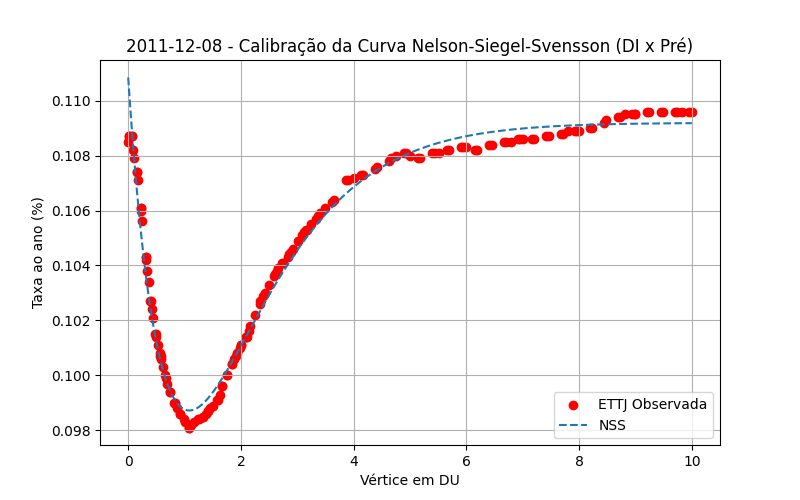 2011-12-08 - Calibração da Curva Nelson-Siegel-Svensson (DI x Pré)
Taxa ao ano (%)
0.110
0.108
0.106
0.104
0.102
0.100
0.098
ETTJ Observada
NSS
0 2 4 6 8 10
Vértice em DU